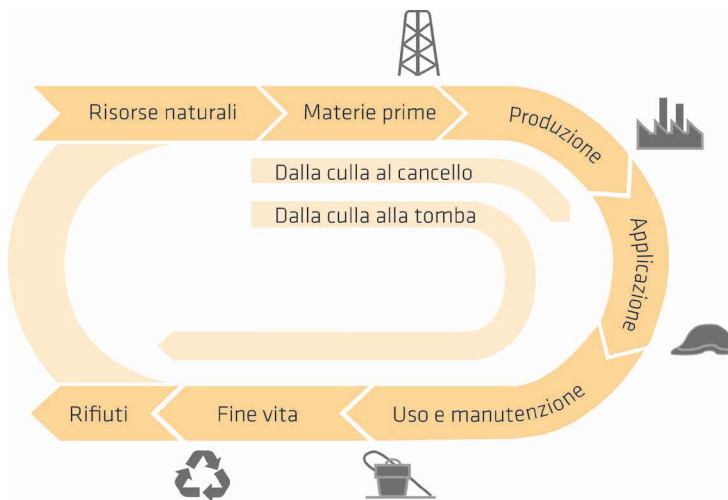 Risorse naturali
Materie prime
Produzione
Dalla culla al cancello
Dalla culla alla tomba
Applicazione
Uso e manutenzione
Fine vita
Rifiuti